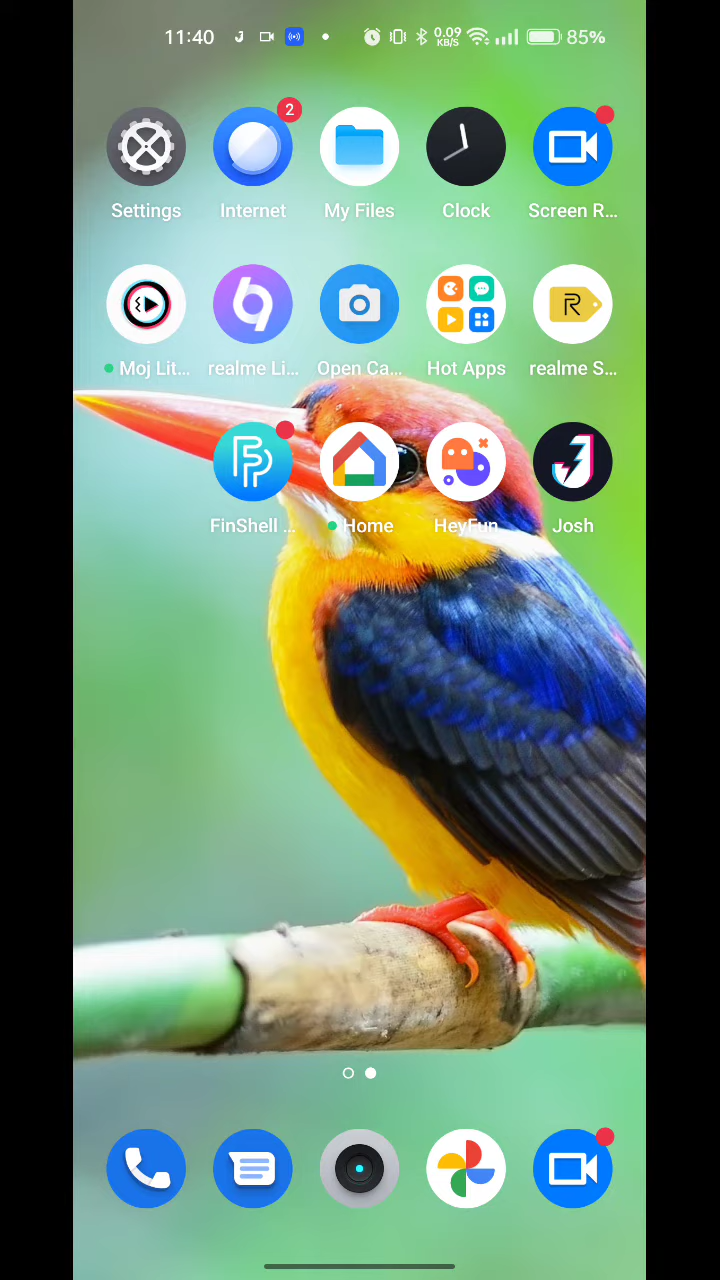 11:40 0.09 KB/S 85%
2
Settings Internet My Files Clock Screen R...
Moj Lit... realme Li... Open Ca... Hot Apps realme S...
FinShell ... Home HeyFun Josh